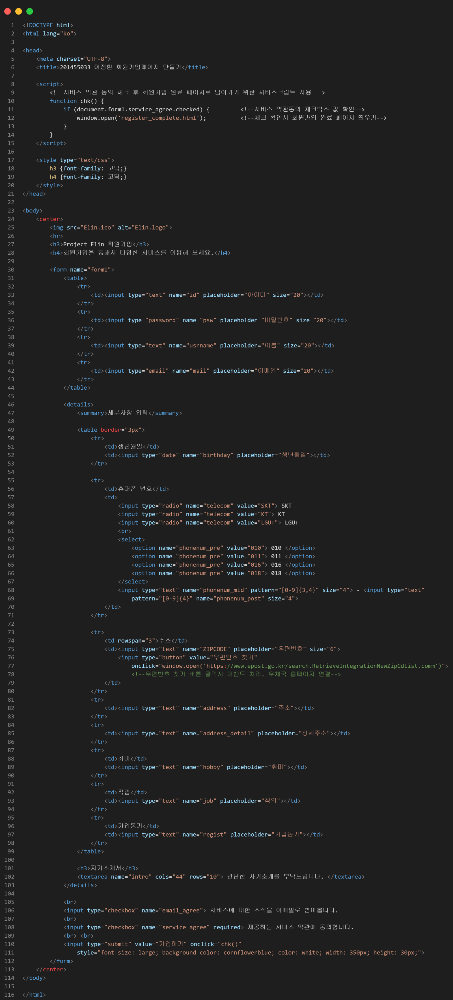 1 <!DOCTYPE html>
2 <html lang="ko">
3
4 <head>
5     <meta charset="UTF-8">
6     <title>201455033 이정현 회원가입페이지 만들기</title>
7
8     <script>
9         <!--서비스 약관 동의 체크 후 회원가입 완료 페이지로 넘어가기 위한 자바스크립트 사용 -->
10         function chk() {
11             if (document.form1.service_agree.checked) {         <!--서비스 약관동의 체크박스 값 확인-->
12                 window.open('register_complete.html');          <!--체크 확인시 회원가입 완료 페이지 띄우기-->
13             }
14         }
15     </script>
16
17     <style type="text/css">
18         h3 {font-family: 고딕;}
19         h4 {font-family: 고딕;}
20     </style>
21 </head>
22
23 <body>
24     <center>
25         <img src="Elin.ico" alt="Elin.logo">
26         <hr>
27         <h3>Project Elin 회원가입</h3>
28         <h4>회원가입을 통해서 다양한 서비스를 이용해 보세요.</h4>
29
30         <form name="form1">
31             <table>
32                 <tr>
33                     <td><input type="text" name="id" placeholder="아이디" size="20"></td>
34                 </tr>
35                 <tr>
36                     <td><input type="password" name="psw" placeholder="비밀번호" size="20"></td>
37                 </tr>
38                 <tr>
39                     <td><input type="text" name="usrname" placeholder="이름" size="20"></td>
40                 </tr>
41                 <tr>
42                     <td><input type="email" name="mail" placeholder="이메일" size="20"></td>
43                 </tr>
44             </table>
45
46             <details>
47                 <summary>세부사항 입력</summary>
48
49                 <table border="3px">
50                     <tr>
51                         <td>생년월일</td>
52                         <td><input type="date" name="birthday" placeholder="생년월일"></td>
53                     </tr>
54
55                     <tr>
56                         <td>휴대폰 번호</td>
57                         <td>
58                             <input type="radio" name="telecom" value="SKT"> SKT
59                             <input type="radio" name="telecom" value="KT"> KT
60                             <input type="radio" name="telecom" value="LGU+"> LGU+
61                             <br>
62                             <select>
63                                 <option name="phonenum_pre" value="010"> 010 </option>
64                                 <option name="phonenum_pre" value="011"> 011 </option>
65                                 <option name="phonenum_pre" value="016"> 016 </option>
66                                 <option name="phonenum_pre" value="018"> 018 </option>
67                             </select>
68                             <input type="text" name="phonenum_mid" pattern="[0-9]{3,4}" size="4"> - <input type="text"
69                                 pattern="[0-9]{4}" name="phonenum_post" size="4">
70                         </td>
71                     </tr>
72
73                     <tr>
74                         <td rowspan="3">주소</td>
75                         <td><input type="text" name="ZIPCODE" placeholder="우편번호" size="6">
76                             <input type="button" value="우편번호 찾기"
77                                 onclick="window.open('https://www.epost.go.kr/search.RetrieveIntegrationNewZipCdList.comm')">
78                                 <!--우편번호 찾기 버튼 클릭시 이벤트 처리. 우체국 홈페이지 연결-->
79                         </td>
80                     </tr>
81                     <tr>
82                         <td><input type="text" name="address" placeholder="주소"></td>
83                     </tr>
84                     <tr>
85                         <td><input type="text" name="address_detail" placeholder="상세주소"></td>
86                     </tr>
87                     <tr>
88                         <td>취미</td>
89                         <td><input type="text" name="hobby" placeholder="취미"></td>
90                     </tr>
91                     <tr>
92                         <td>직업</td>
93                         <td><input type="text" name="job" placeholder="직업"></td>
94                     </tr>
95                     <tr>
96                         <td>가입동기</td>
97                         <td><input type="text" name="regist" placeholder="가입동기"></td>
98                     </tr>
99                 </table>
100
101                 <h3>자기소개서</h3>
102                 <textarea name="intro" cols="44" rows="10"> 간단한 자기소개를 부탁드립니다. </textarea>
103             </details>
104
105             <br>
106             <input type="checkbox" name="email_agree"> 서비스에 대한 소식을 이메일로 받아봅니다.
107             <br>
108             <input type="checkbox" name="service_agree" required> 제공하는 서비스 약관에 동의합니다.
109             <br> <br>
110             <input type="submit" value="가입하기" onclick="chk()"
111                 style="font-size: large; background-color: cornflowerblue; color: white; width: 350px; height: 30px;">
112         </form>
113     </center>
114 </body>
115
116 </html>